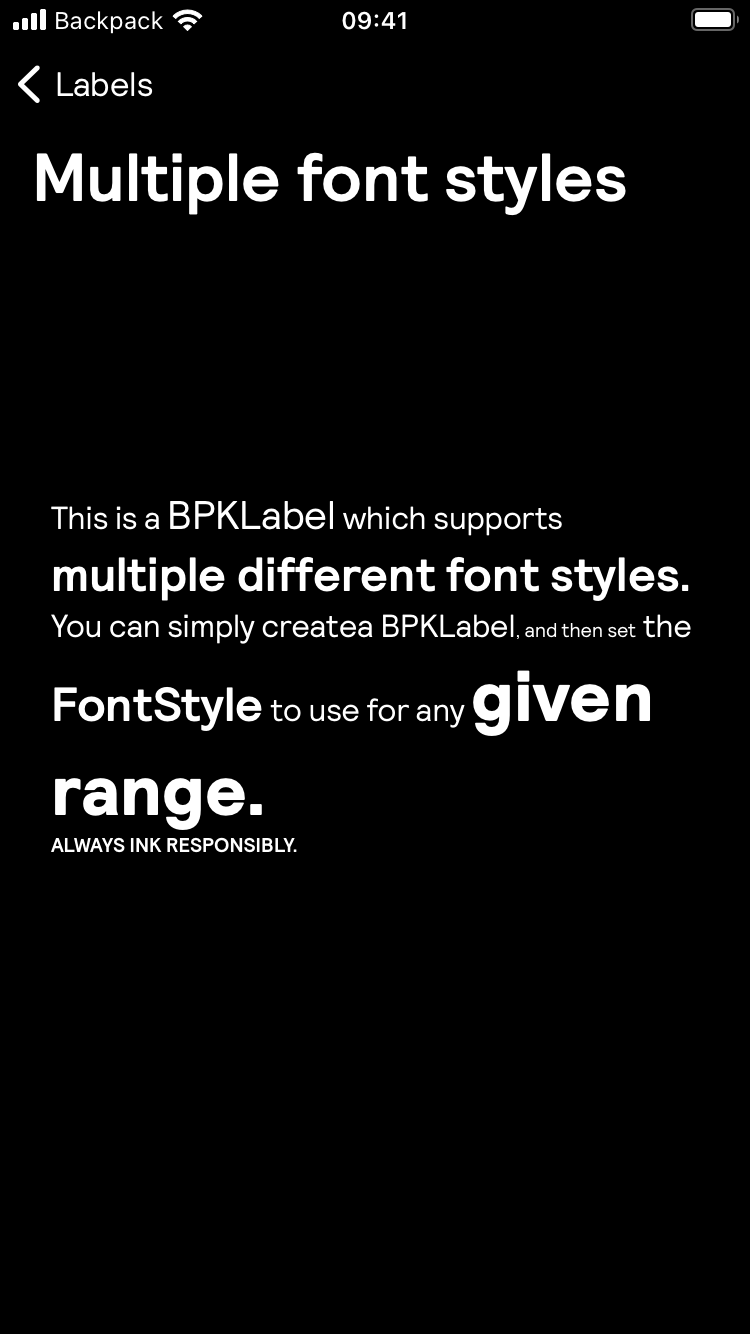 Backpack 09:41
Labels
Multiple font styles
This is a BPKLabel which supports
multiple different font styles.
You can simply createa BPKLabel, and then set the
FontStyle to use for any given
range.
ALWAYS INK RESPONSIBLY.